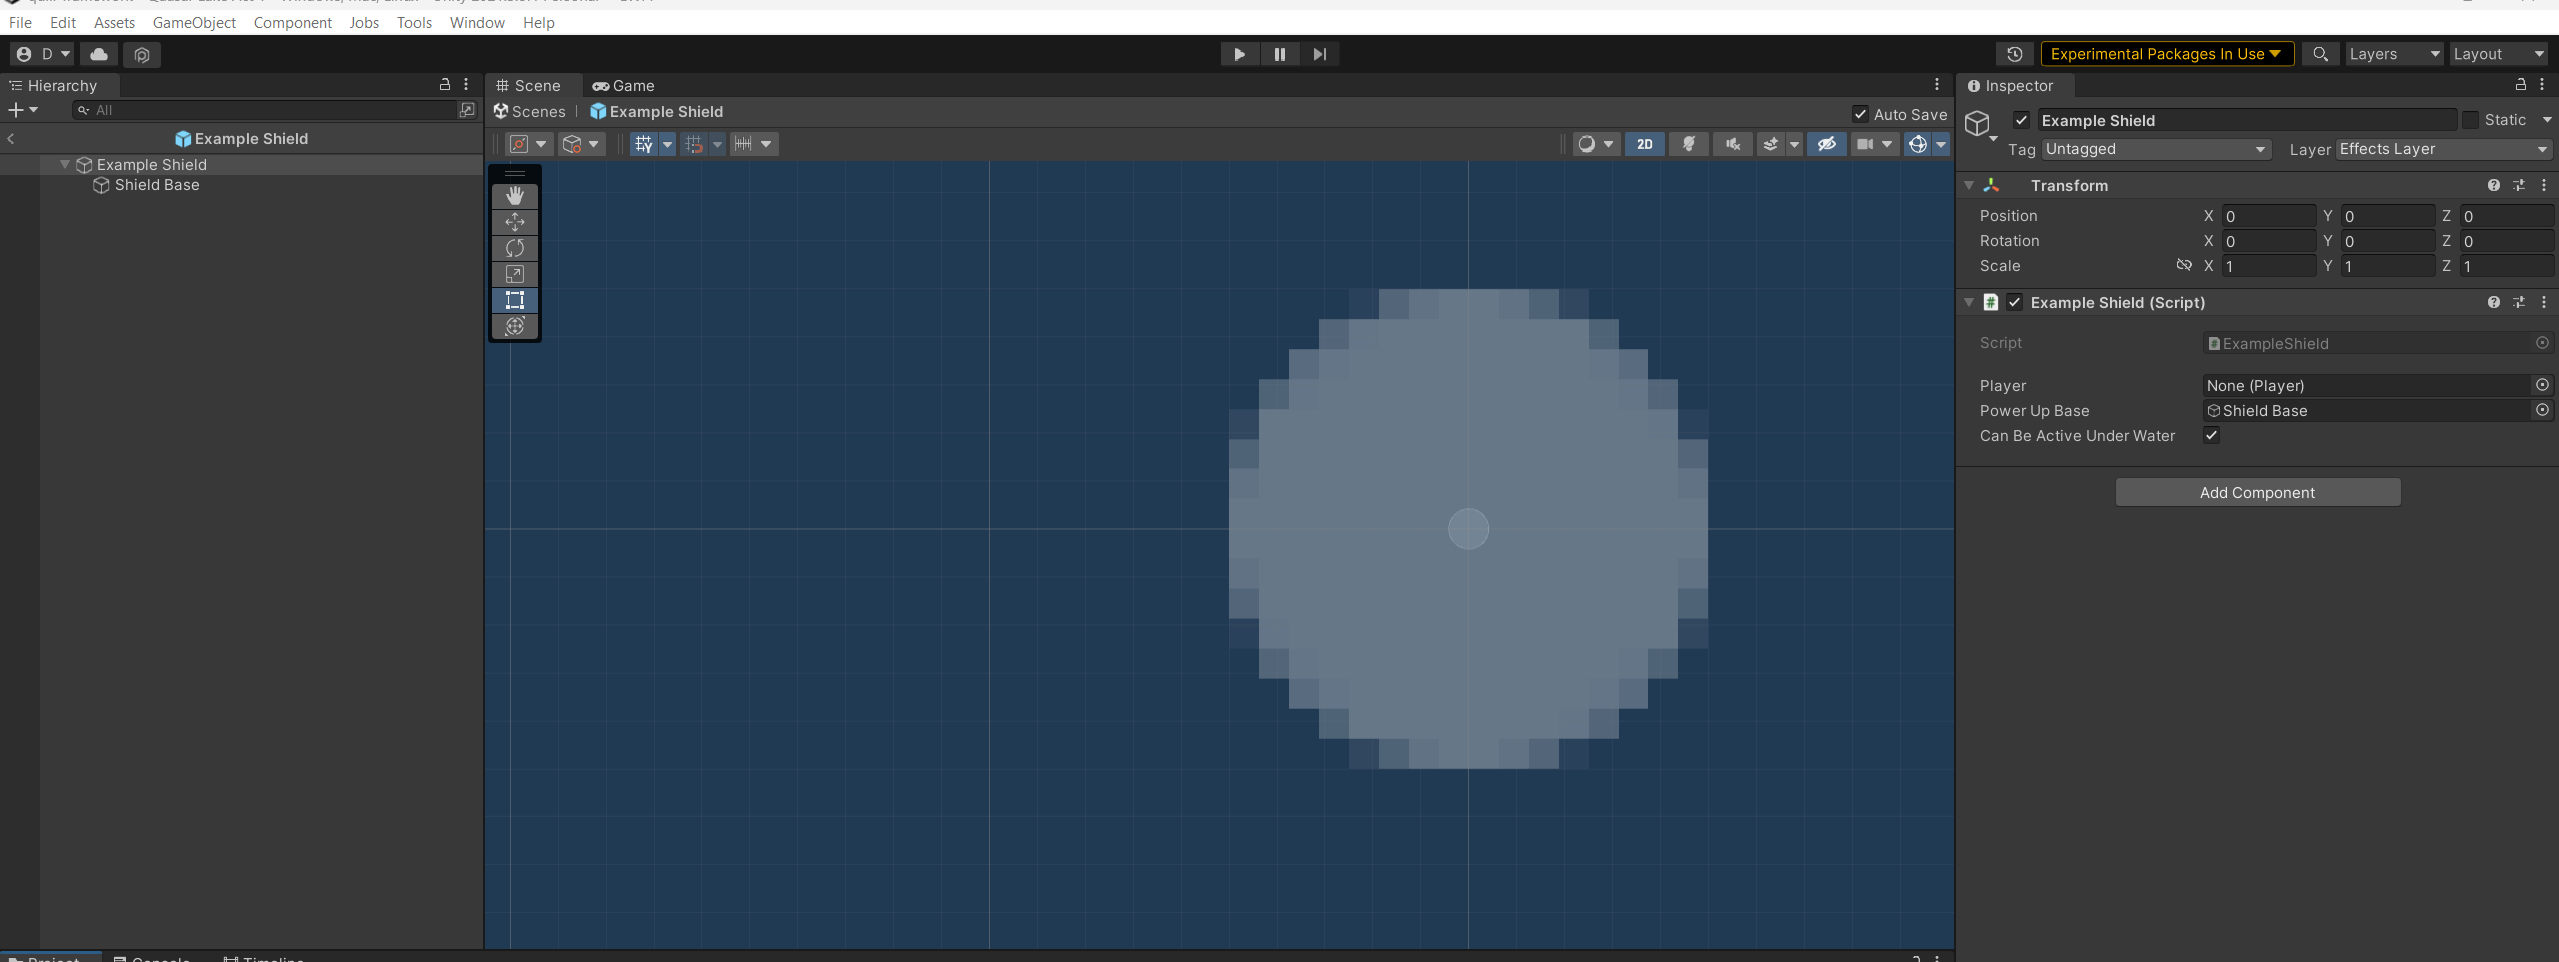 File Edit Assets GameObject Component Jobs Tools Window Help
D
Experimental Packages In Use
Layers
Layout
Hierarchy
All
Example Shield
Example Shield
Shield Base
Scene
Game
Scenes
Example Shield
Auto Save
2D
Inspector
Example Shield
Static
Tag Untagged
Layer Effects Layer
Transform
Position X 0 Y 0 Z 0
Rotation X 0 Y 0 Z 0
Scale X 1 Y 1 Z 1
Example Shield (Script)
Script ExampleShield
Player None (Player)
Power Up Base Shield Base
Can Be Active Under Water
Add Component
Project
Console
Timeline